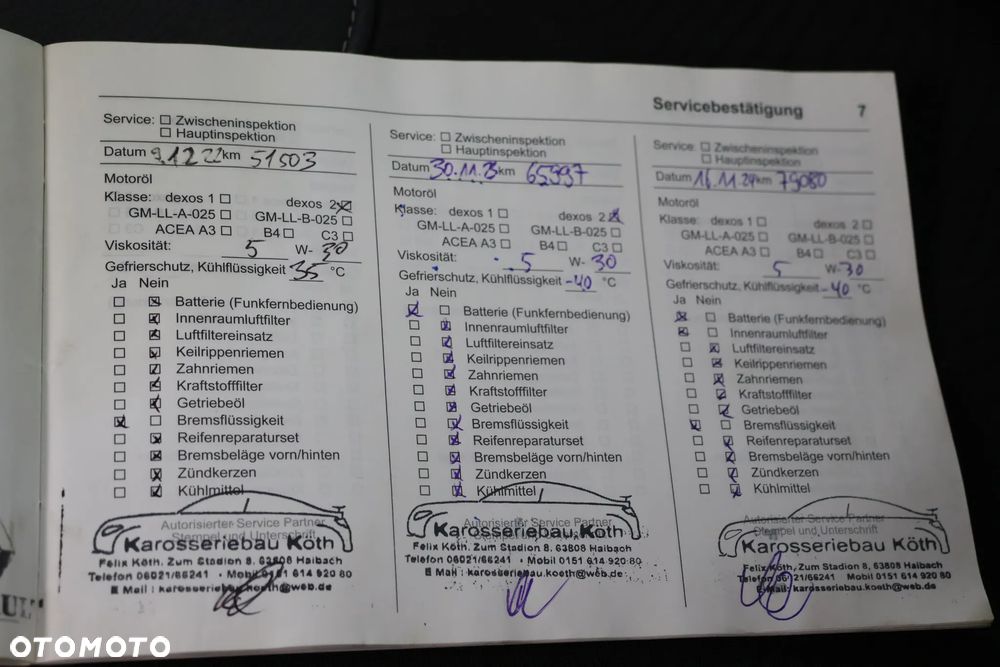 Servicebestätigung 7
Service: ☐ Zwischeninspektion
☐ Hauptinspektion
Datum 9.12.22 km 51503
Motoröl
Klasse: dexos 1 ☐ dexos 2 ☒
GM-LL-A-025 ☐ GM-LL-B-025 ☐
ACEA A3 ☐ B4 ☐ C3 ☐
Viskosität: 5 W- 30
Gefrierschutz, Kühlflüssigkeit 35 °C
Ja Nein
☐ ☒ Batterie (Funkfernbedienung)
☐ ☒ Innenraumluftfilter
☐ ☒ Luftfiltereinsatz
☐ ☒ Keilrippenriemen
☐ ☒ Zahnriemen
☐ ☒ Kraftstofffilter
☐ ☒ Getriebeöl
☒ ☐ Bremsflüssigkeit
☐ ☒ Reifenreparaturset
☐ ☒ Bremsbeläge vorn/hinten
☐ ☒ Zündkerzen
☐ ☒ Kühlmittel
Autorisierter Service Partner
Stempel und Unterschrift
Karosseriebau Köth
Felix Köth. Zum Stadion 8. 63808 Haibach
Telefon 06021/66241 • Mobil 0151 614 920 80
E Mail : karosseriebau.koeth@web.de
Service: ☐ Zwischeninspektion
☐ Hauptinspektion
Datum 30.11.23 km 65997
Motoröl
Klasse: dexos 1 ☐ dexos 2 ☒
GM-LL-A-025 ☐ GM-LL-B-025 ☐
ACEA A3 ☐ B4 ☐ C3 ☐
Viskosität: 5 W- 30
Gefrierschutz, Kühlflüssigkeit -40 °C
Ja Nein
☒ ☐ Batterie (Funkfernbedienung)
☐ ☒ Innenraumluftfilter
☐ ☒ Luftfiltereinsatz
☐ ☒ Keilrippenriemen
☐ ☒ Zahnriemen
☐ ☒ Kraftstofffilter
☐ ☒ Getriebeöl
☐ ☒ Bremsflüssigkeit
☐ ☒ Reifenreparaturset
☐ ☒ Bremsbeläge vorn/hinten
☐ ☒ Zündkerzen
☐ ☒ Kühlmittel
Autorisierter Service Partner
Karosseriebau Köth
Felix Köth. Zum Stadion 8. 63808 Haibach
Telefon 06021/66241 • Mobil 0151 614 920 80
E Mail : karosseriebau.koeth@web.de
Service: ☐ Zwischeninspektion
☐ Hauptinspektion
Datum 16.11.24 km 79080
Motoröl
Klasse: dexos 1 ☐ dexos 2 ☐
GM-LL-A-025 ☐ GM-LL-B-025 ☐
ACEA A3 ☐ B4 ☐ C3 ☐
Viskosität: 5 W-30
Gefrierschutz, Kühlflüssigkeit -40 °C
Ja Nein
☒ ☐ Batterie (Funkfernbedienung)
☒ ☐ Innenraumluftfilter
☐ ☒ Luftfiltereinsatz
☐ ☒ Keilrippenriemen
☐ ☒ Zahnriemen
☐ ☒ Kraftstofffilter
☐ ☒ Getriebeöl
☒ ☐ Bremsflüssigkeit
☐ ☒ Reifenreparaturset
☐ ☒ Bremsbeläge vorn/hinten
☐ ☒ Zündkerzen
☐ ☒ Kühlmittel
Autorisierter Service Partner
Stempel und Unterschrift
Karosseriebau Köth
Felix Köth, Zum Stadion 8, 63808 Haibach
Telefon 06021/66241 Mobil 0151 614 920 80
E-Mail: karosseriebau.koeth@web.de
OTOMOTO